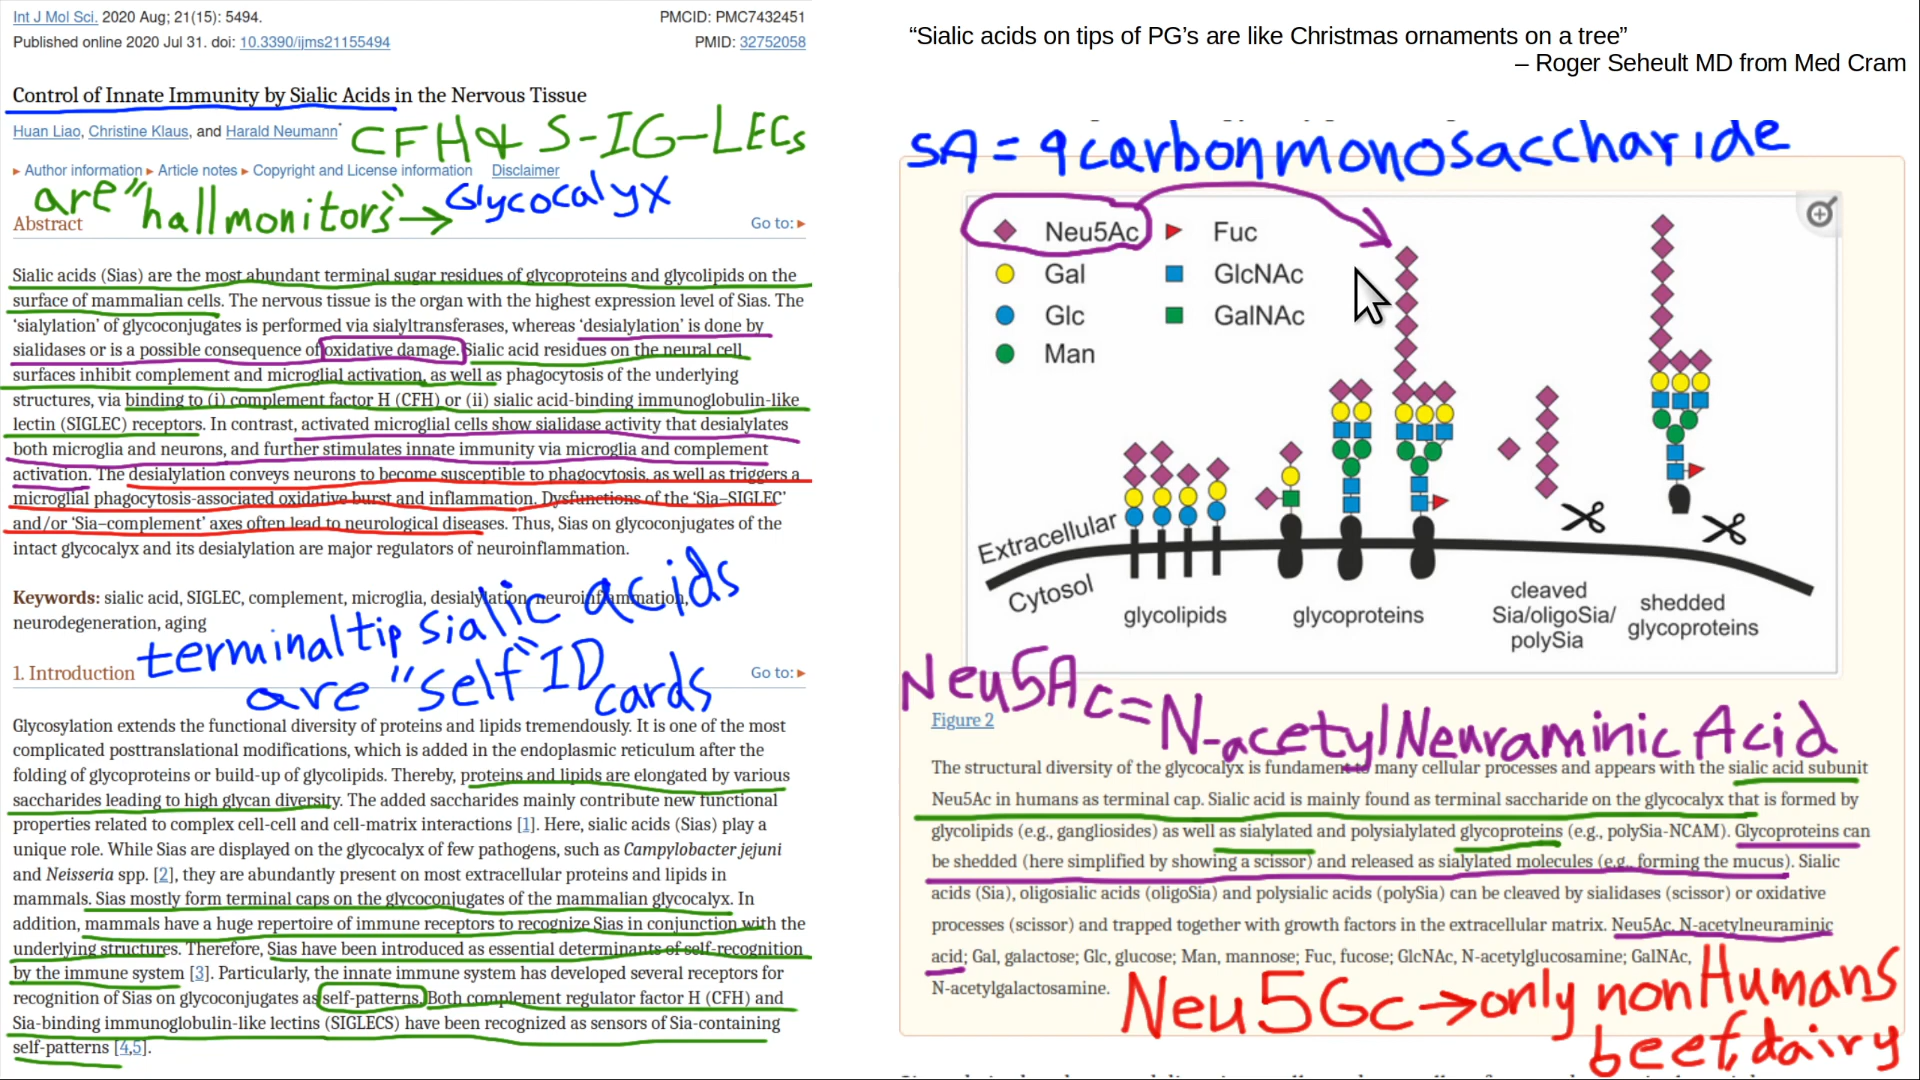 Int J Mol Sci. 2020 Aug; 21(15): 5494.
Published online 2020 Jul 31. doi: 10.3390/ijms21155494
PMCID: PMC7432451
PMID: 32752058
Control of Innate Immunity by Sialic Acids in the Nervous Tissue
Huan Liao, Christine Klaus, and Harald Neumann*
CFH & S-IG-LECs
▸ Author information ▸ Article notes ▸ Copyright and License information Disclaimer
are "hall monitors" → Glycocalyx
Abstract
Go to: ▸
Sialic acids (Sias) are the most abundant terminal sugar residues of glycoproteins and glycolipids on the
surface of mammalian cells. The nervous tissue is the organ with the highest expression level of Sias. The
‘sialylation’ of glycoconjugates is performed via sialyltransferases, whereas ‘desialylation’ is done by
sialidases or is a possible consequence of oxidative damage. Sialic acid residues on the neural cell
surfaces inhibit complement and microglial activation, as well as phagocytosis of the underlying
structures, via binding to (i) complement factor H (CFH) or (ii) sialic acid-binding immunoglobulin-like
lectin (SIGLEC) receptors. In contrast, activated microglial cells show sialidase activity that desialylates
both microglia and neurons, and further stimulates innate immunity via microglia and complement
activation. The desialylation conveys neurons to become susceptible to phagocytosis, as well as triggers a
microglial phagocytosis-associated oxidative burst and inflammation. Dysfunctions of the ‘Sia–SIGLEC’
and/or ‘Sia–complement’ axes often lead to neurological diseases. Thus, Sias on glycoconjugates of the
intact glycocalyx and its desialylation are major regulators of neuroinflammation.
Keywords: sialic acid, SIGLEC, complement, microglia, desialylation, neuroinflammation,
neurodegeneration, aging
terminal tip sialic acids
are "self" ID
cards
1. Introduction
Go to: ▸
Glycosylation extends the functional diversity of proteins and lipids tremendously. It is one of the most
complicated posttranslational modifications, which is added in the endoplasmic reticulum after the
folding of glycoproteins or build-up of glycolipids. Thereby, proteins and lipids are elongated by various
saccharides leading to high glycan diversity. The added saccharides mainly contribute new functional
properties related to complex cell-cell and cell-matrix interactions [1]. Here, sialic acids (Sias) play a
unique role. While Sias are displayed on the glycocalyx of few pathogens, such as Campylobacter jejuni
and Neisseria spp. [2], they are abundantly present on most extracellular proteins and lipids in
mammals. Sias mostly form terminal caps on the glycoconjugates of the mammalian glycocalyx. In
addition, mammals have a huge repertoire of immune receptors to recognize Sias in conjunction with the
underlying structures. Therefore, Sias have been introduced as essential determinants of self-recognition
by the immune system [3]. Particularly, the innate immune system has developed several receptors for
recognition of Sias on glycoconjugates as self-patterns. Both complement regulator factor H (CFH) and
Sia-binding immunoglobulin-like lectins (SIGLECS) have been recognized as sensors of Sia-containing
self-patterns [4,5].
“Sialic acids on tips of PG’s are like Christmas ornaments on a tree”
– Roger Seheult MD from Med Cram
SA = 9 carbon monosaccharide
Neu5Ac
Fuc
Gal
GlcNAc
Glc
GalNAc
Man
Extracellular
Cytosol
glycolipids
glycoproteins
cleaved
Sia/oligoSia/
polySia
shedded
glycoproteins
Neu5Ac = N-acetylNeuraminic Acid
Figure 2
The structural diversity of the glycocalyx is fundament to many cellular processes and appears with the sialic acid subunit
Neu5Ac in humans as terminal cap. Sialic acid is mainly found as terminal saccharide on the glycocalyx that is formed by
glycolipids (e.g., gangliosides) as well as sialylated and polysialylated glycoproteins (e.g., polySia-NCAM). Glycoproteins can
be shedded (here simplified by showing a scissor) and released as sialylated molecules (e.g., forming the mucus). Sialic
acids (Sia), oligosialic acids (oligoSia) and polysialic acids (polySia) can be cleaved by sialidases (scissor) or oxidative
processes (scissor) and trapped together with growth factors in the extracellular matrix. Neu5Ac, N-acetylneuraminic
acid; Gal, galactose; Glc, glucose; Man, mannose; Fuc, fucose; GlcNAc, N-acetylglucosamine; GalNAc,
N-acetylgalactosamine.
Neu5Gc → only non Humans
beef, dairy